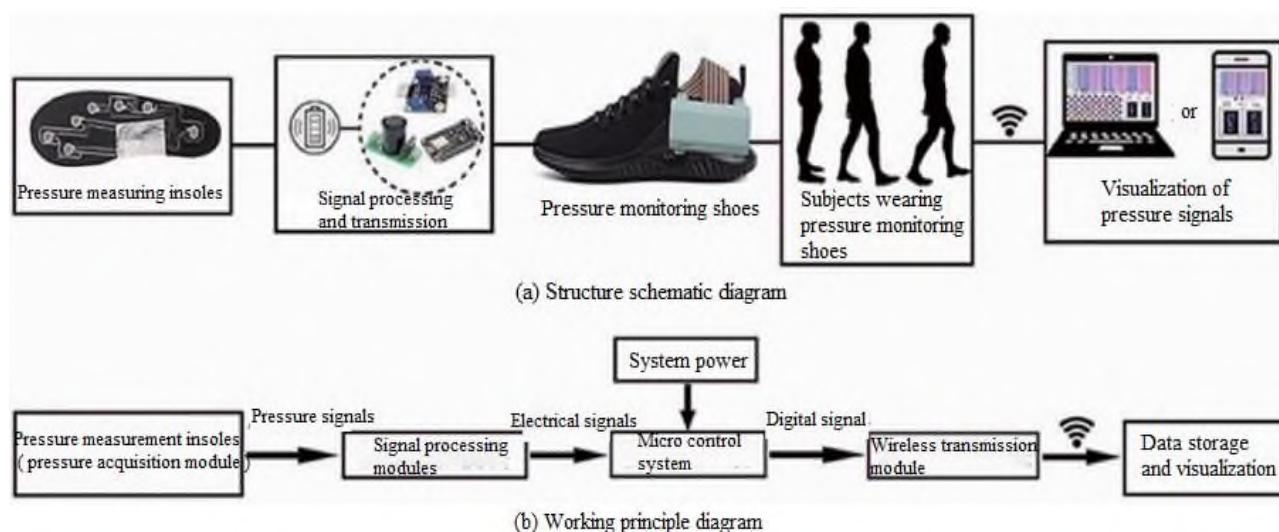 Pressure measuring insoles
Signal processing
and transmission
Pressure monitoring shoes
Subjects wearing
pressure monitoring
shoes
or
Visualization of
pressure signals
(a) Structure schematic diagram
System power
Pressure signals
Electrical signals
Digital signal
Pressure measurement insoles
( pressure acquisition module )
Signal processing
modules
Micro control
system
Wireless transmission
module
Data storage
and visualization
(b) Working principle diagram